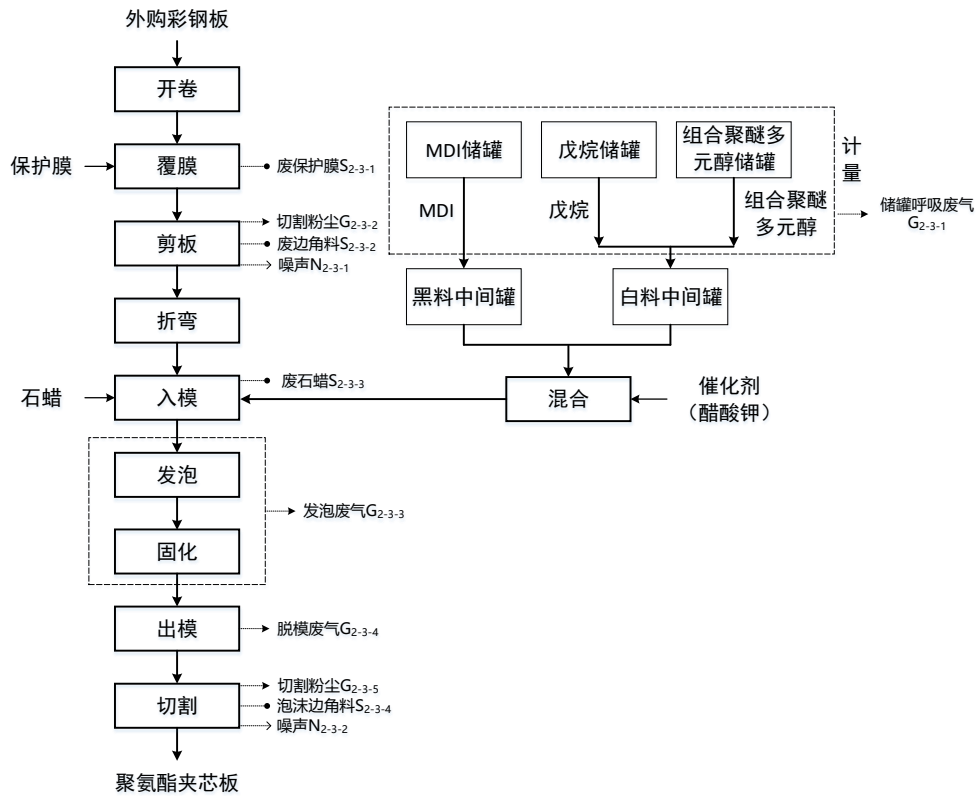 外购彩钢板
开卷
保护膜
覆膜
废保护膜S2-3-1
剪板
切割粉尘G2-3-2
废边角料S2-3-2
噪声N2-3-1
折弯
石蜡
入模
废石蜡S2-3-3
发泡
固化
发泡废气G2-3-3
出模
脱模废气G2-3-4
切割
切割粉尘G2-3-5
泡沫边角料S2-3-4
噪声N2-3-2
聚氨酯夹芯板
MDI储罐
戊烷储罐
组合聚醚多
元醇储罐
计
量
MDI
戊烷
组合聚醚
多元醇
储罐呼吸废气
G2-3-1
黑料中间罐
白料中间罐
混合
催化剂
（醋酸钾）